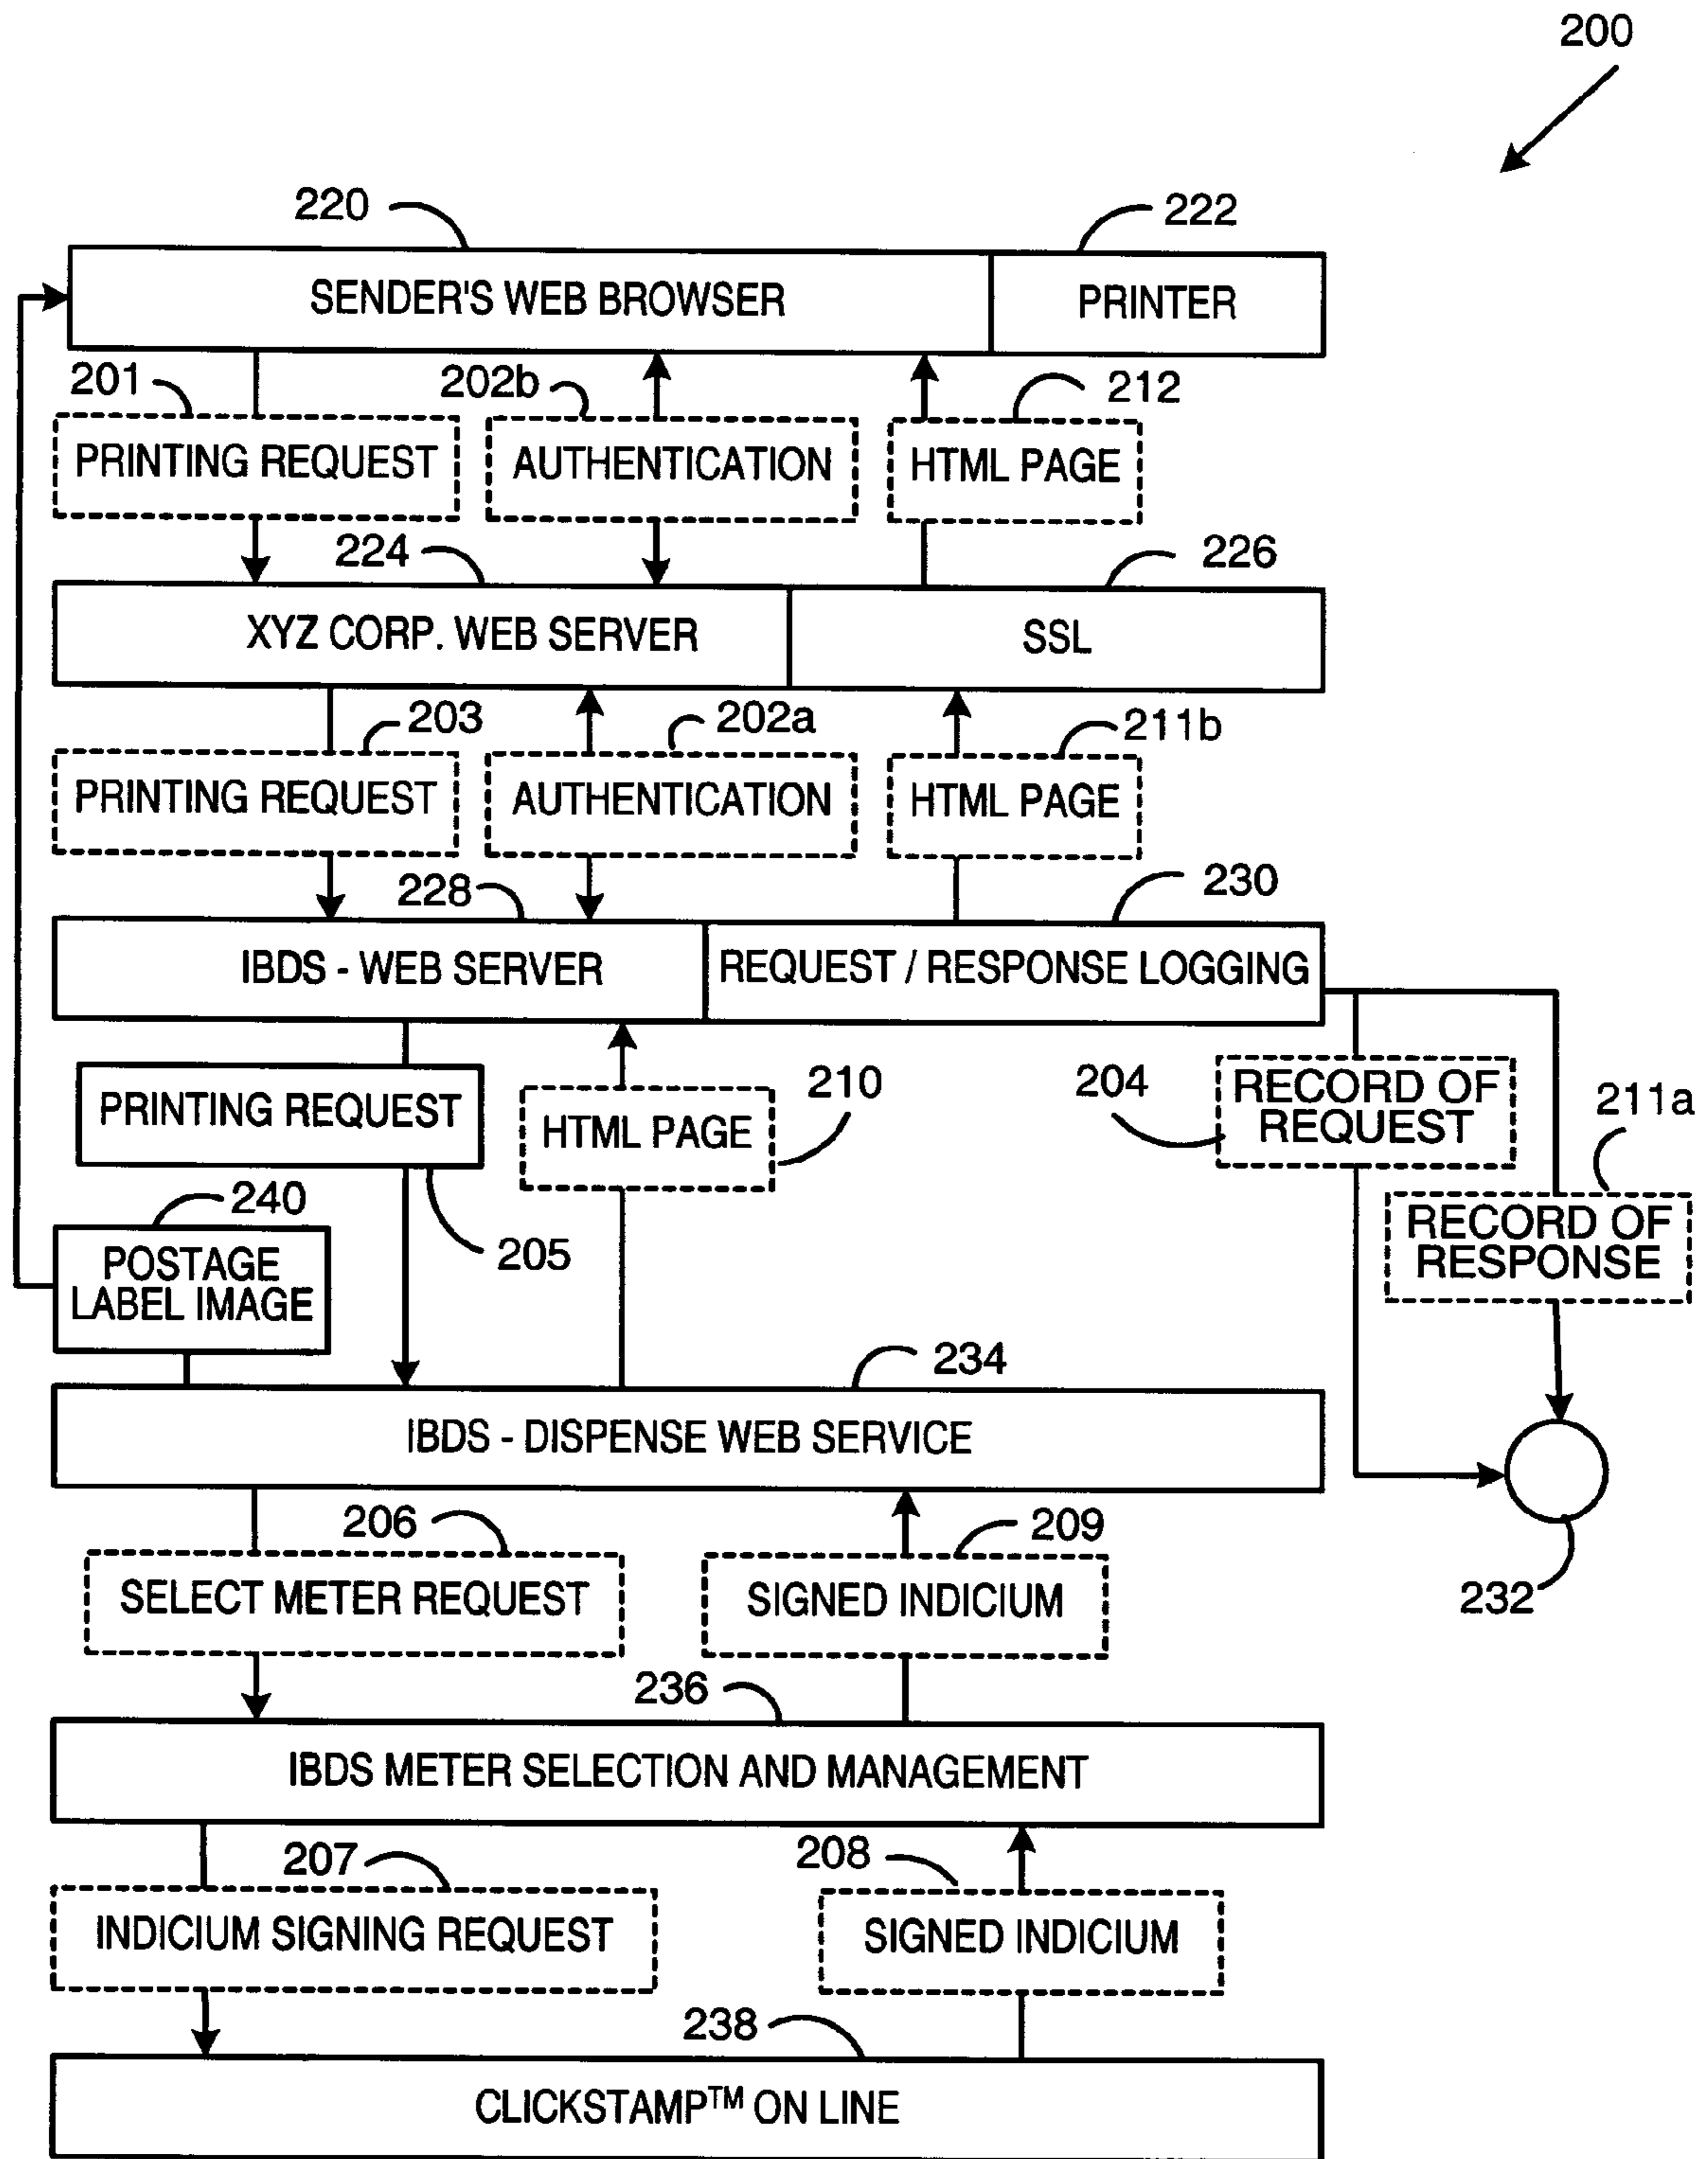 200
220
222
SENDER'S WEB BROWSER
PRINTER
201
202b
212
PRINTING REQUEST
AUTHENTICATION
HTML PAGE
224
226
XYZ CORP. WEB SERVER
SSL
203
202a
211b
PRINTING REQUEST
AUTHENTICATION
HTML PAGE
228
230
IBDS - WEB SERVER
REQUEST / RESPONSE LOGGING
PRINTING REQUEST
HTML PAGE
210
204
RECORD OF
REQUEST
211a
240
205
RECORD OF
RESPONSE
POSTAGE
LABEL IMAGE
234
IBDS - DISPENSE WEB SERVICE
206
209
SELECT METER REQUEST
SIGNED INDICIUM
232
236
IBDS METER SELECTION AND MANAGEMENT
207
208
INDICIUM SIGNING REQUEST
SIGNED INDICIUM
238
CLICKSTAMP™ ON LINE